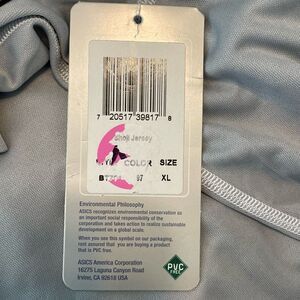 7 20517 39817 8
Shoji Jersey
COLOR SIZE
97 XL
Environmental Philosophy
ASICS recognizes environmental conservation as
an important social responsibility of the
corporation and takes action to realize sustainable
development on a global scale.
When you see this symbol on our packaging,
rest assured that you are buying a product
that is PVC free.
ASICS America Corporation
16275 Laguna Canyon Road
Irvine, CA 92618 USA
PVC
FREE